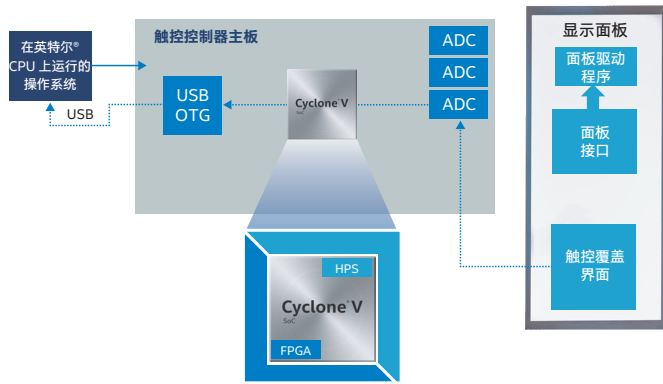 在英特尔®
CPU 上运行的
操作系统
USB
触控控制器主板
USB
OTG
Cyclone® V
SoC
ADC
ADC
ADC
HPS
Cyclone® V
SoC
FPGA
显示面板
面板驱动
程序
面板
接口
触控覆盖
界面